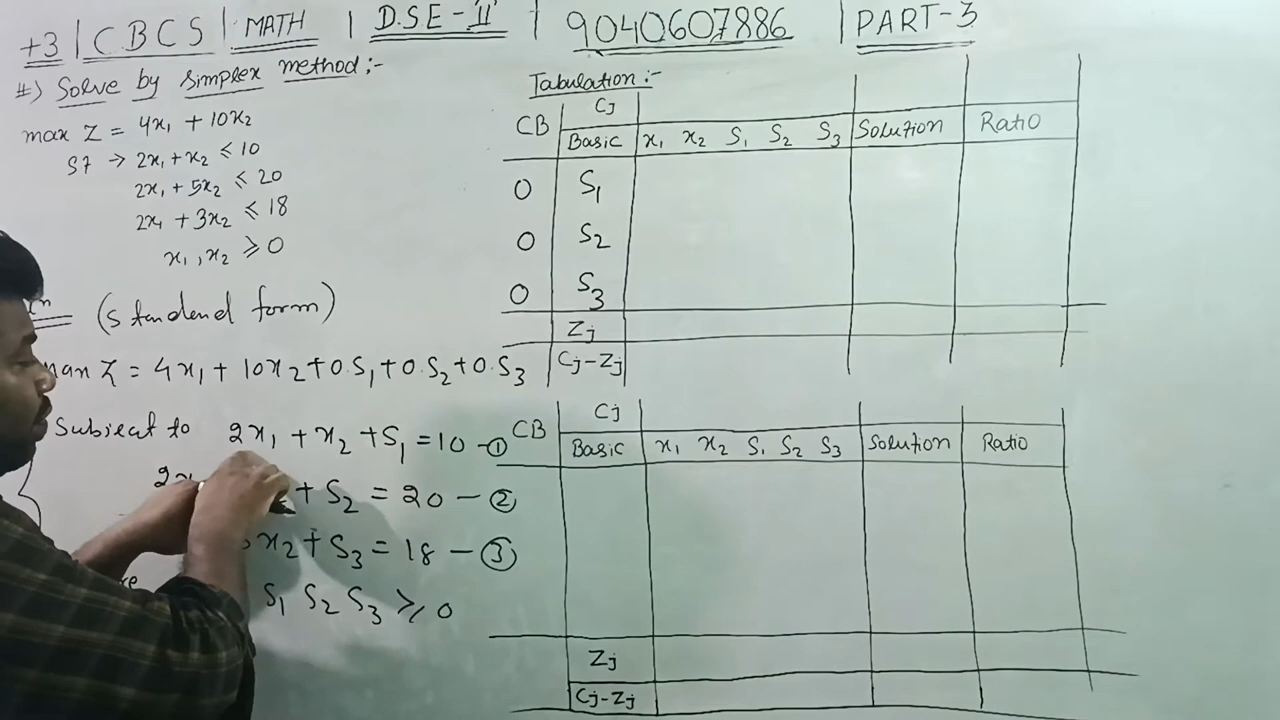 +3 | CBCS | MATH | D.S.E-II | 9040607886 | PART-3
#) Solve by simplex method:-
max Z = 4x₁ + 10x₂
ST → 2x₁ + x₂ ≤ 10
2x₁ + 5x₂ ≤ 20
2x₁ + 3x₂ ≤ 18
x₁, x₂ ≥ 0
(Standend form)
max Z = 4x₁ + 10x₂ + 0.S₁ + 0.S₂ + 0.S₃
Subject to 2x₁ + x₂ + S₁ = 10 - ①
+ S₂ = 20 - ②
x₂ + S₃ = 18 - ③
S₁ S₂ S₃ ≥ 0
Tabulation:-
CB Cj
Basic x₁ x₂ S₁ S₂ S₃ Solution Ratio
0 S₁
0 S₂
0 S₃
Zj
Cj-Zj
CB Cj
Basic x₁ x₂ S₁ S₂ S₃ Solution Ratio
Zj
Cj-Zj